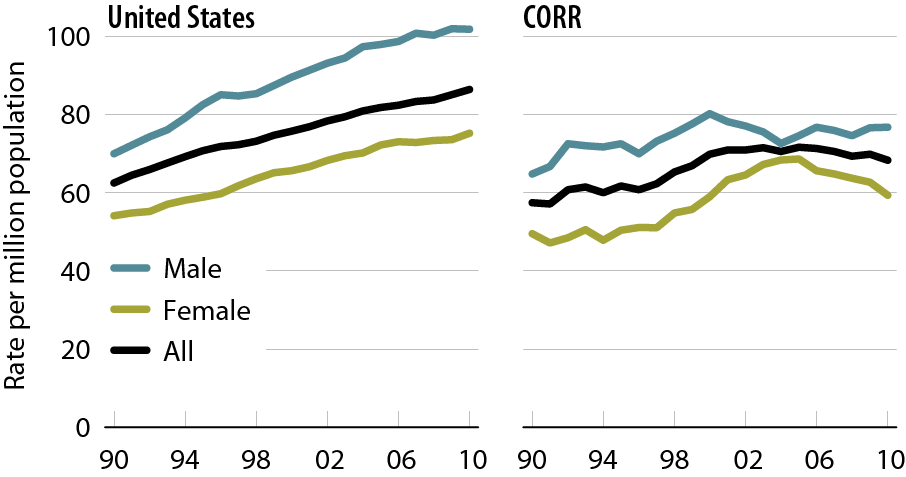 United States
CORR
Rate per million population
100
80
60
40
20
0
Male
Female
All
90 94 98 02 06 10
90 94 98 02 06 10